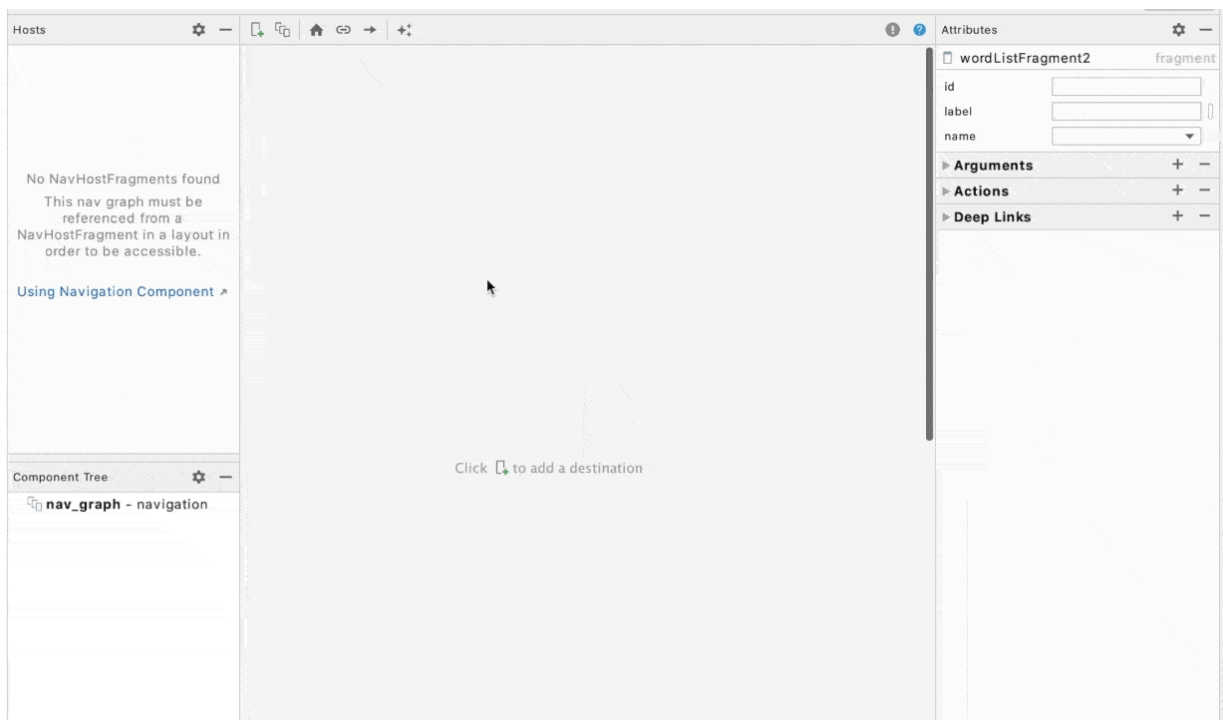 Hosts
No NavHostFragments found
This nav graph must be
referenced from a
NavHostFragment in a layout in
order to be accessible.
Using Navigation Component ↗
Component Tree
nav_graph - navigation
Click to add a destination
Attributes
wordListFragment2 fragment
id
label
name
Arguments
Actions
Deep Links